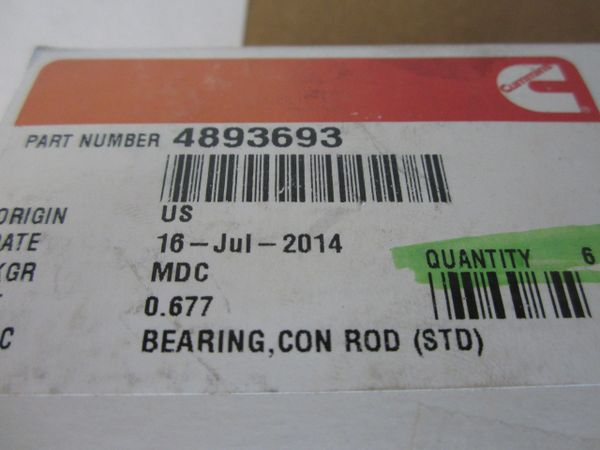 Cummins
PART NUMBER 4893693
ORIGIN US
DATE 16-Jul-2014
KGR MDC
QUANTITY 6
0.677
C BEARING,CON ROD (STD)